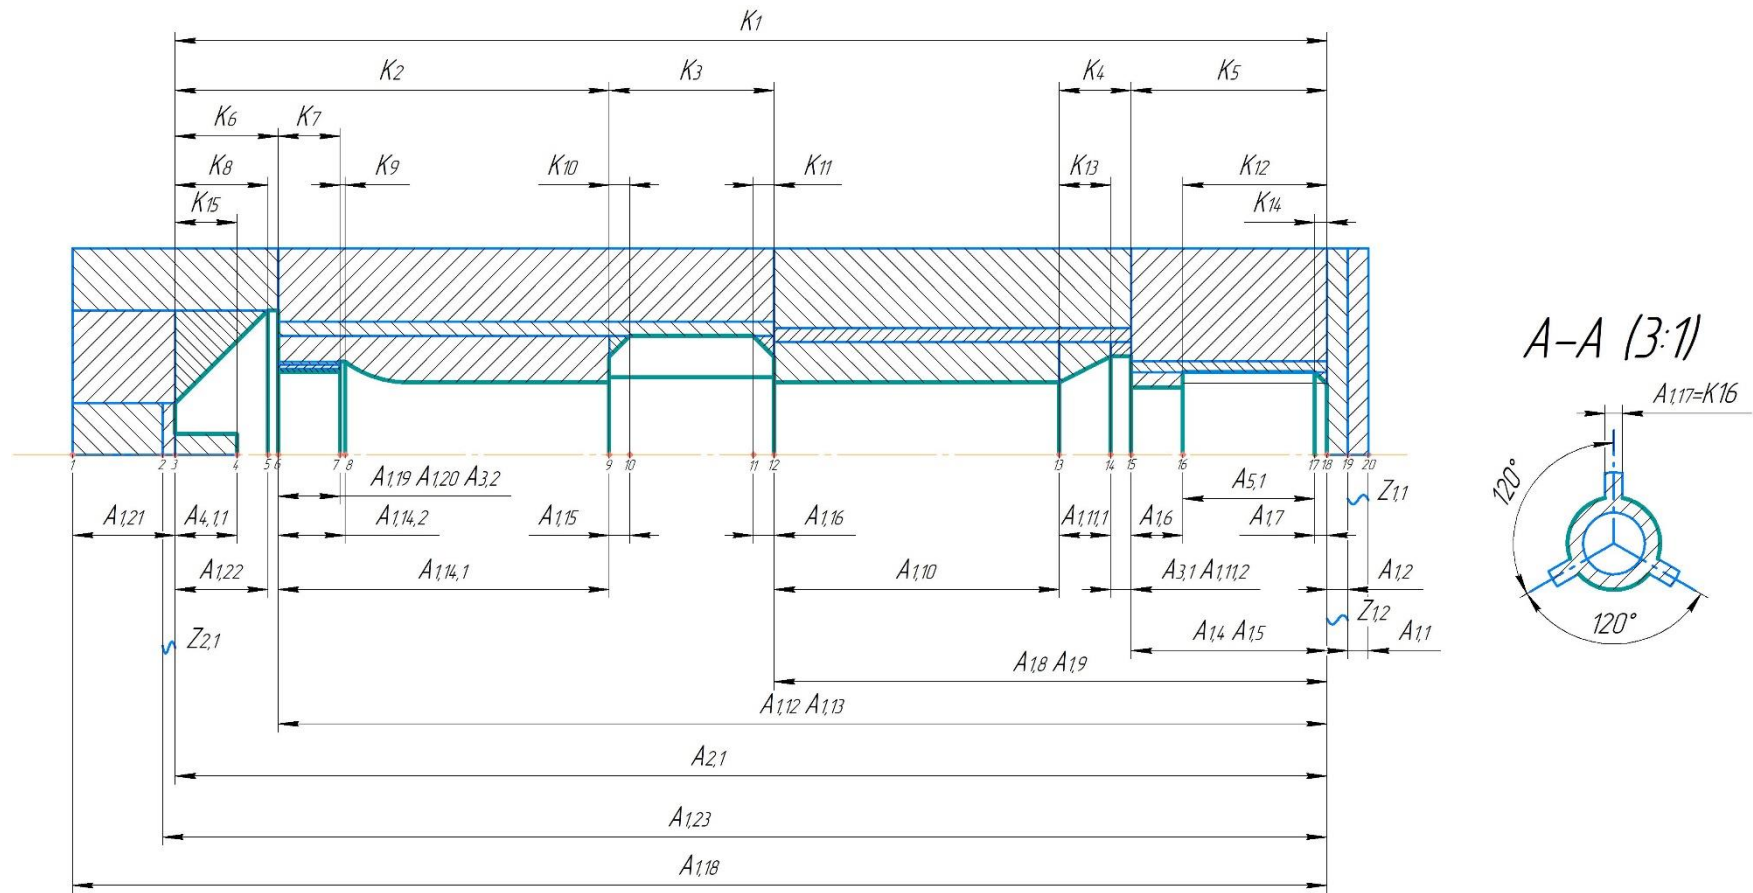 K1
K2 K3 K4 K5
K6 K7
K8 K9 K10 K11 K13 K12
K15 K14
A-A (3:1)
A1,17=K16
120°
120°
1 2 3 4 5 6 7 8 9 10 11 12 13 14 15 16 17 18 19 20
A1,19 A1,20 A3,2 A5,1 Z1,1
A1,21 A4,1,1 A1,14,2 A1,15 A1,16 A1,11,1 A1,6 A1,7
A1,22 A1,14,1 A1,10 A3,1 A1,11,2 A1,2
Z2,1 Z1,2
A1,4 A1,5 A1,1
A1,8 A1,9
A1,12 A1,13
A2,1
A1,23
A1,18